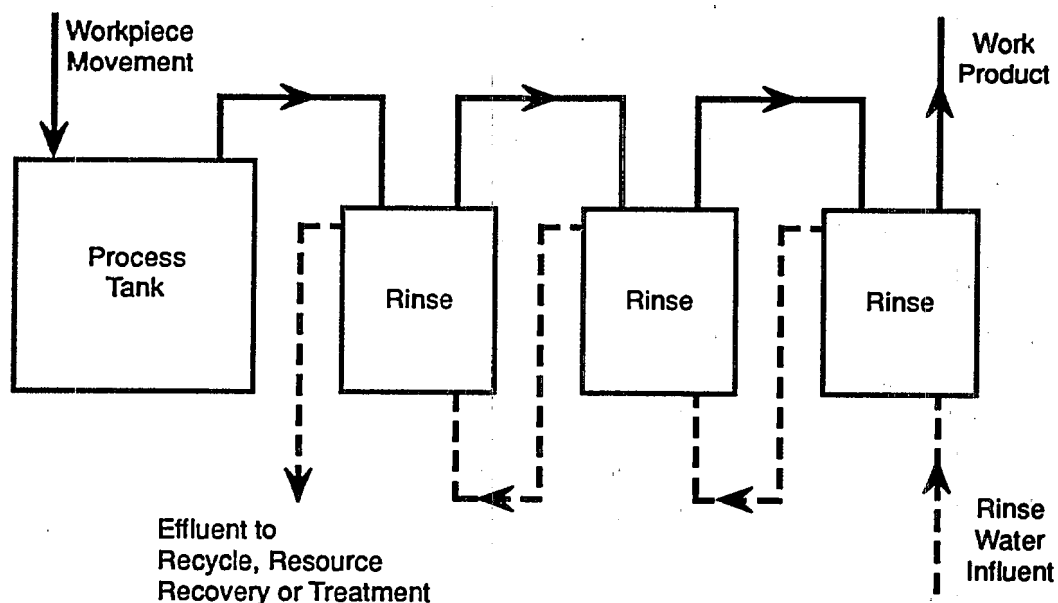 Workpiece
Movement
Work
Product
Process
Tank
Rinse
Rinse
Rinse
Effluent to
Recycle, Resource
Recovery or Treatment
Rinse
Water
Influent